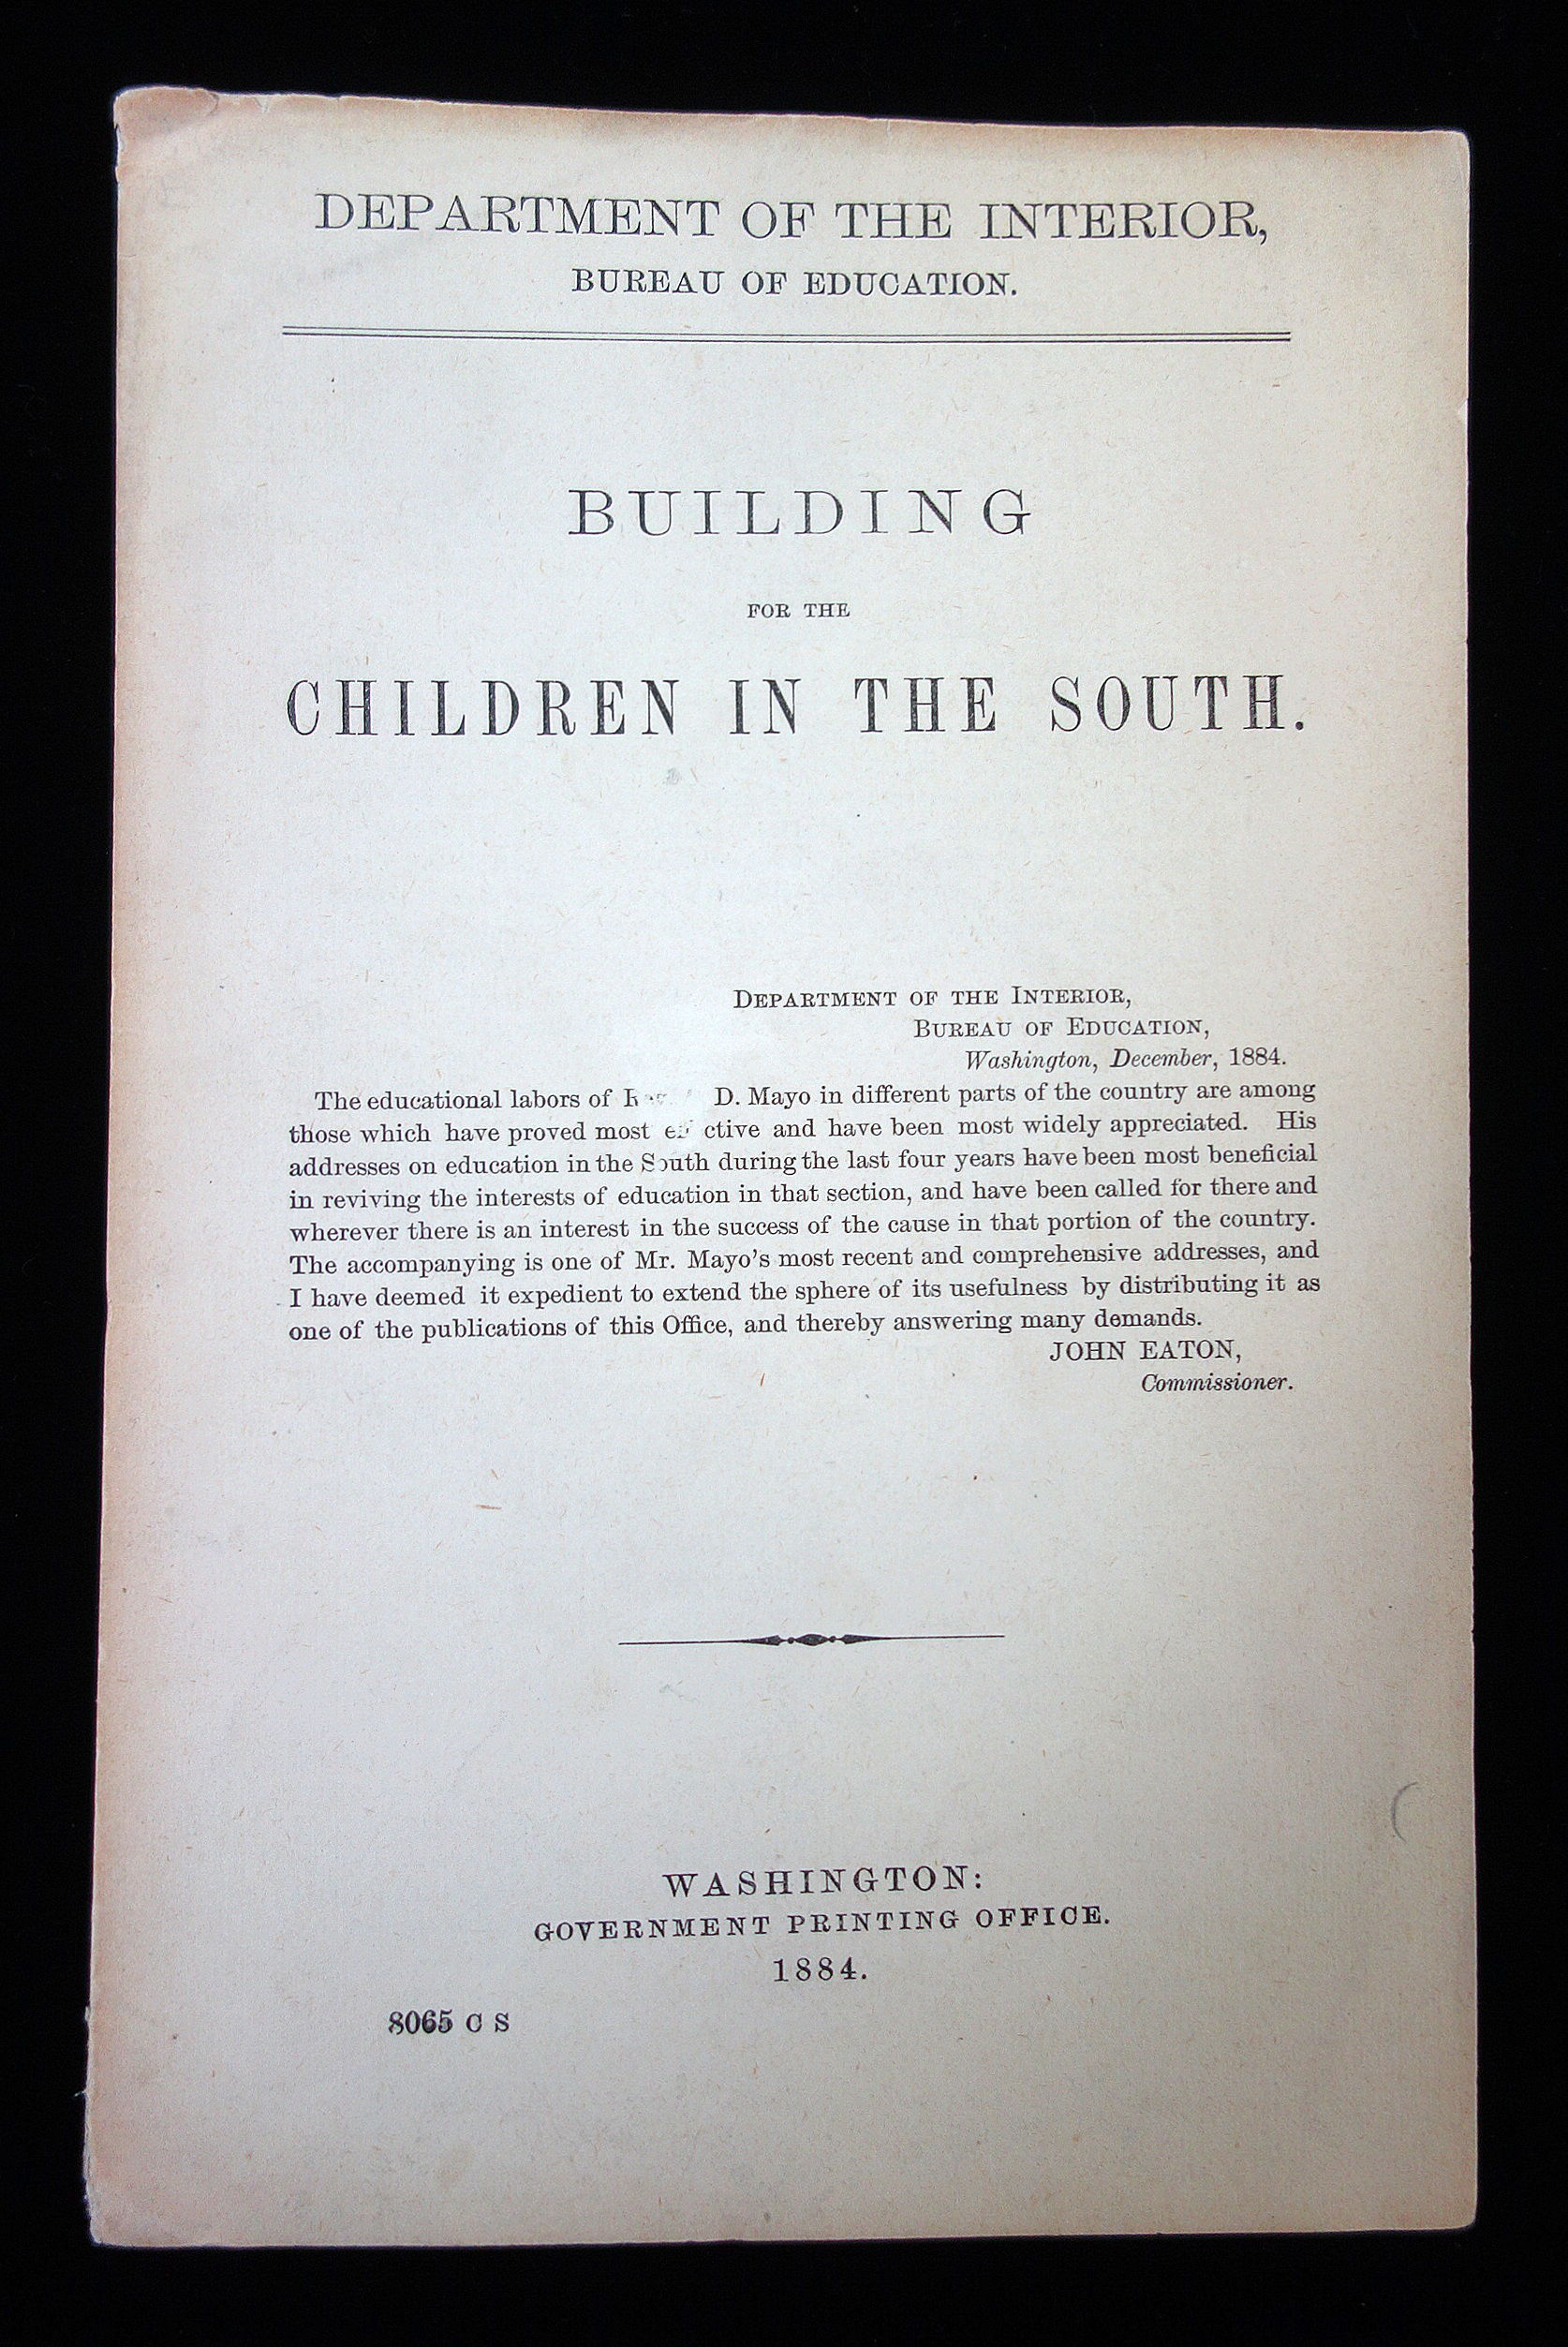 DEPARTMENT OF THE INTERIOR,
BUREAU OF EDUCATION.
BUILDING
FOR THE
CHILDREN IN THE SOUTH.
DEPARTMENT OF THE INTERIOR,
BUREAU OF EDUCATION,
Washington, December, 1884.
The educational labors of D. Mayo in different parts of the country are among
those which have proved most and have been most widely appreciated. His
addresses on education in the South during the last four years have been most beneficial
in reviving the interests of education in that section, and have been called for there and
wherever there is an interest in the success of the cause in that portion of the country.
The accompanying is one of Mr. Mayo's most recent and comprehensive addresses, and
I have deemed it expedient to extend the sphere of its usefulness by distributing it as
one of the publications of this Office, and thereby answering many demands.
JOHN EATON,
Commissioner.
WASHINGTON:
GOVERNMENT PRINTING OFFICE.
1884.
8065 C S